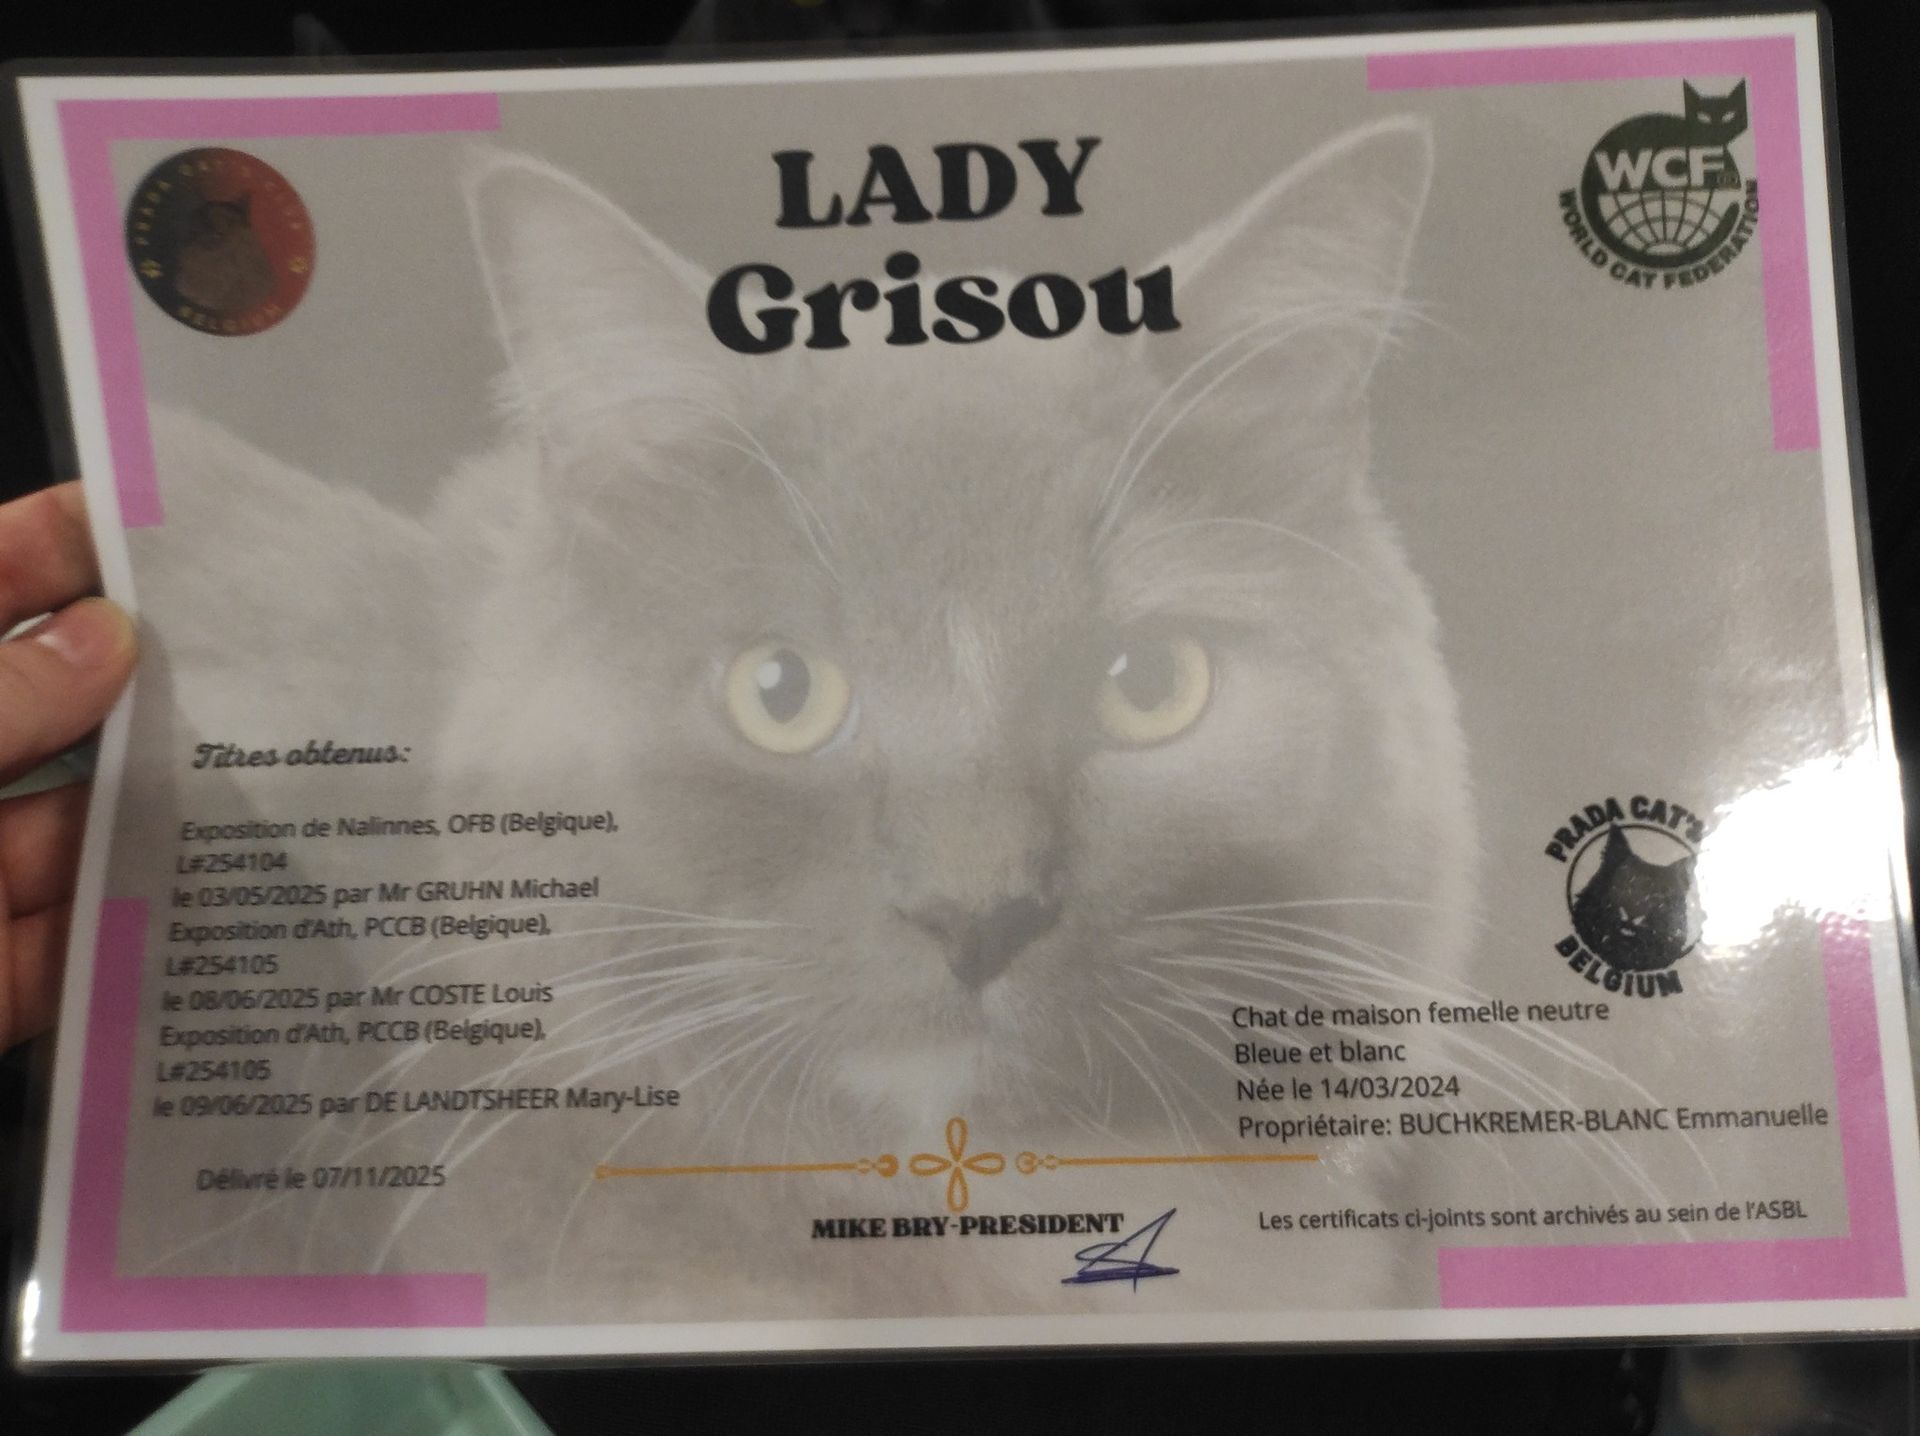 LADY
Grisou
PRADA CAT'S
BELGIUM
WCF
WORLD CAT FEDERATION
Titres obtenus:
Exposition de Nalinnes, OFB (Belgique),
L#254104
le 03/05/2025 par Mr GRUHN Michael
Exposition d'Ath, PCCB (Belgique),
L#254105
le 08/06/2025 par Mr COSTE Louis
Exposition d'Ath, PCCB (Belgique),
L#254105
le 09/06/2025 par DE LANDTSHEER Mary-Lise
Délivré le 07/11/2025
PRADA CAT'S
BELGIUM
Chat de maison femelle neutre
Bleue et blanc
Née le 14/03/2024
Propriétaire: BUCHKREMER-BLANC Emmanuelle
MIKE BRY-PRESIDENT
Les certificats ci-joints sont archivés au sein de l'ASBL